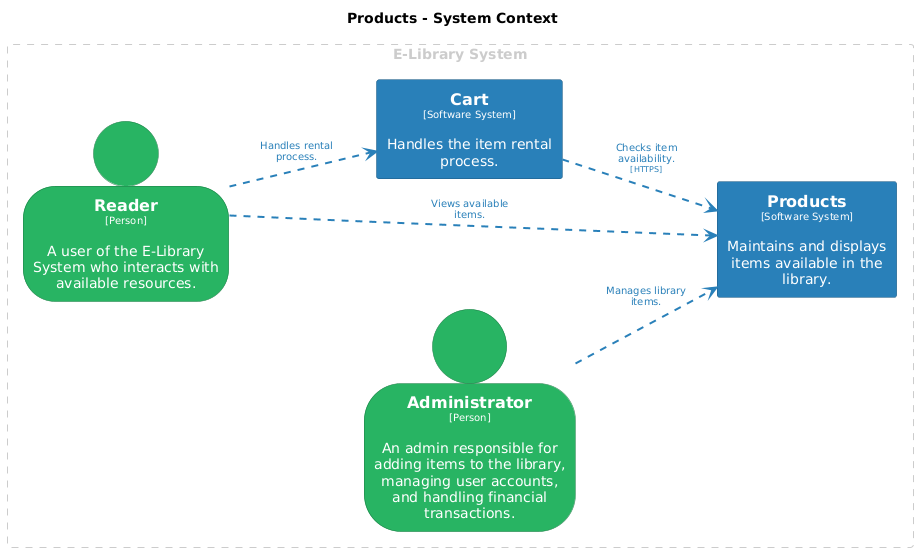 Products - System Context
E-Library System
Cart
[Software System]
Handles the item rental
process.
Handles rental
process.
Checks item
availability.
[HTTPS]
Reader
[Person]
A user of the E-Library
System who interacts with
available resources.
Views available
items.
Products
[Software System]
Maintains and displays
items available in the
library.
Manages library
items.
Administrator
[Person]
An admin responsible for
adding items to the library,
managing user accounts,
and handling financial
transactions.